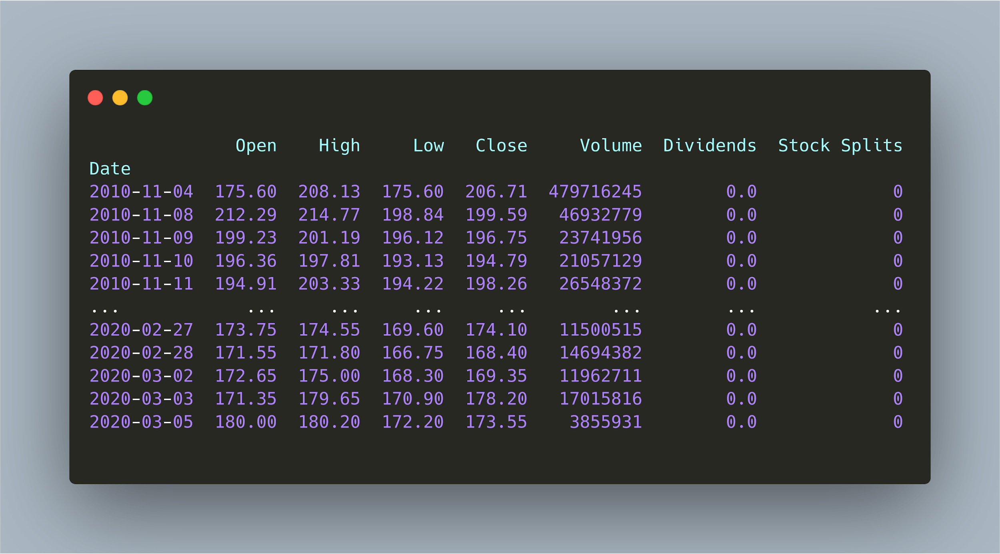 Open High Low Close Volume Dividends Stock Splits
Date
2010-11-04 175.60 208.13 175.60 206.71 479716245 0.0 0
2010-11-08 212.29 214.77 198.84 199.59 46932779 0.0 0
2010-11-09 199.23 201.19 196.12 196.75 23741956 0.0 0
2010-11-10 196.36 197.81 193.13 194.79 21057129 0.0 0
2010-11-11 194.91 203.33 194.22 198.26 26548372 0.0 0
... ... ... ... ... ... ... ...
2020-02-27 173.75 174.55 169.60 174.10 11500515 0.0 0
2020-02-28 171.55 171.80 166.75 168.40 14694382 0.0 0
2020-03-02 172.65 175.00 168.30 169.35 11962711 0.0 0
2020-03-03 171.35 179.65 170.90 178.20 17015816 0.0 0
2020-03-05 180.00 180.20 172.20 173.55 3855931 0.0 0